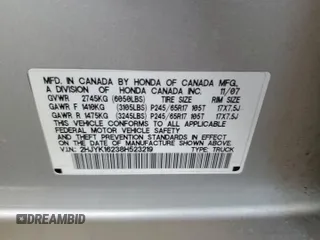 MFD. IN CANADA BY HONDA OF CANADA MFG.,
A DIVISION OF HONDA CANADA INC. 11/07
GVWR 2745KG (6050LBS) TIRE SIZE RIM SIZE
GAWR F 1410KG (3105LBS) P245/65R17 105T 17X7.5J
GAWR R 1475KG (3245LBS) P245/65R17 105T 17X7.5J
THIS VEHICLE CONFORMS TO ALL APPLICABLE
FEDERAL MOTOR VEHICLE SAFETY STANDARDS IN
EFFECT ON THE DATE OF MANUFACTURE SHOWN ABOVE.
V.I.N.: 2HJYK16238H523219 TYPE: TRUCK
DREAMBID